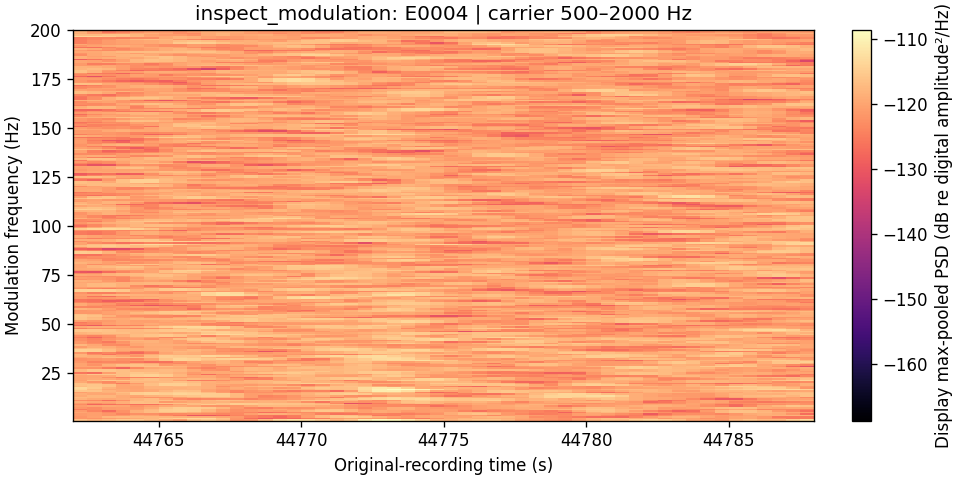 inspect_modulation: E0004 | carrier 500–2000 Hz
200
175
150
125
100
75
50
25
Modulation frequency (Hz)
44765 44770 44775 44780 44785
Original-recording time (s)
−110
−120
−130
−140
−150
−160
Display max-pooled PSD (dB re digital amplitude²/Hz)